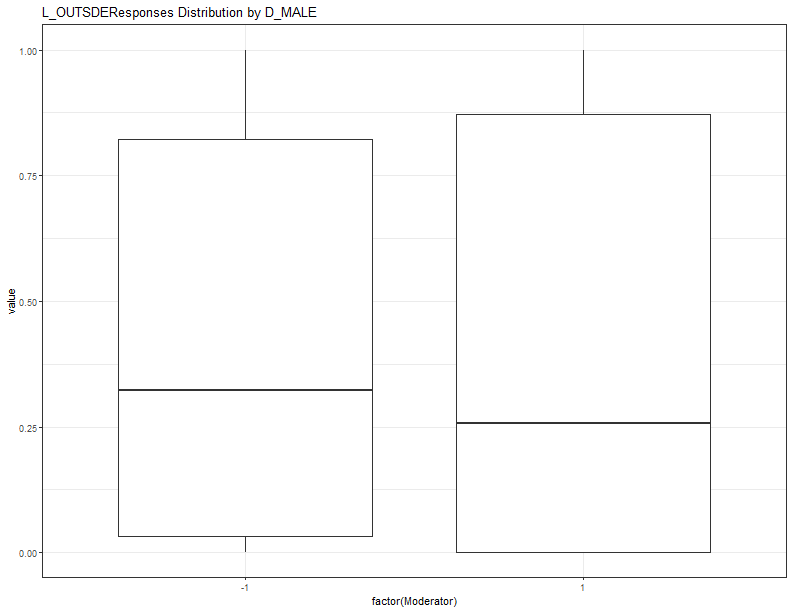 L_OUTSDEResponses Distribution by D_MALE
1.00
0.75
0.50
0.25
0.00
value
-1
1
factor(Moderator)